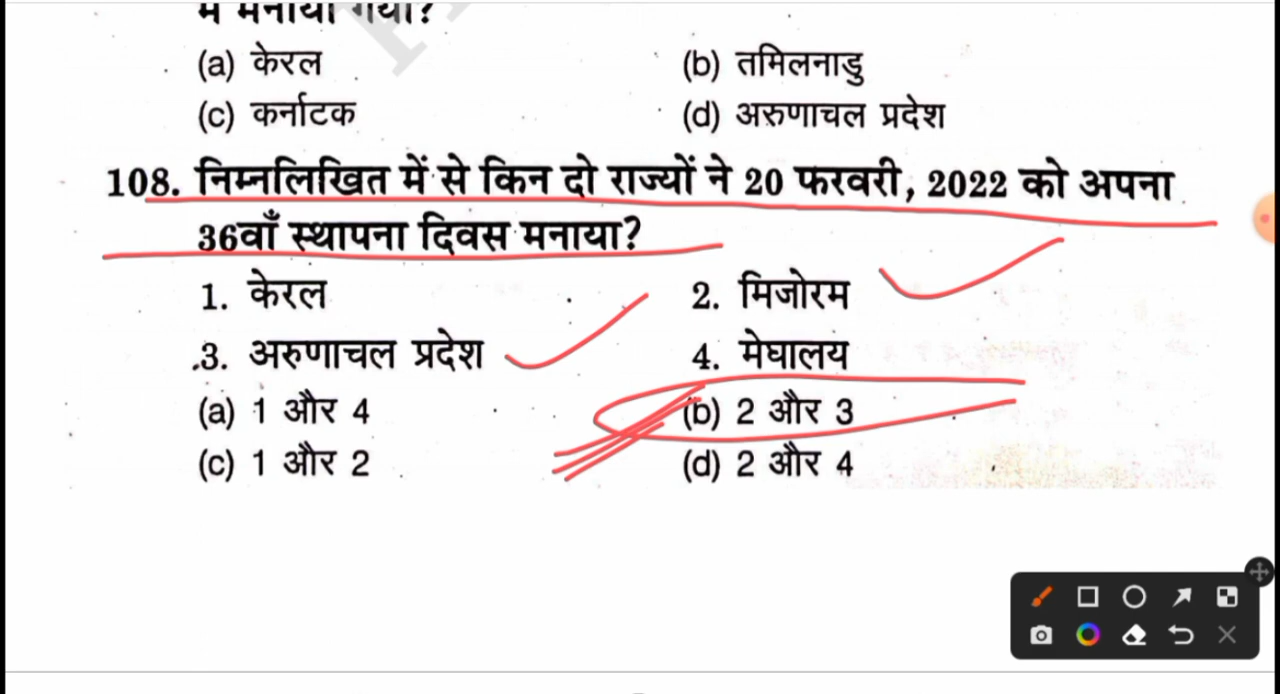 में मनाया गया?
(a) केरल (b) तमिलनाडु
(c) कर्नाटक (d) अरुणाचल प्रदेश
108. निम्नलिखित में से किन दो राज्यों ने 20 फरवरी, 2022 को अपना
36वाँ स्थापना दिवस मनाया?
1. केरल 2. मिजोरम
3. अरुणाचल प्रदेश 4. मेघालय
(a) 1 और 4 (b) 2 और 3
(c) 1 और 2 (d) 2 और 4